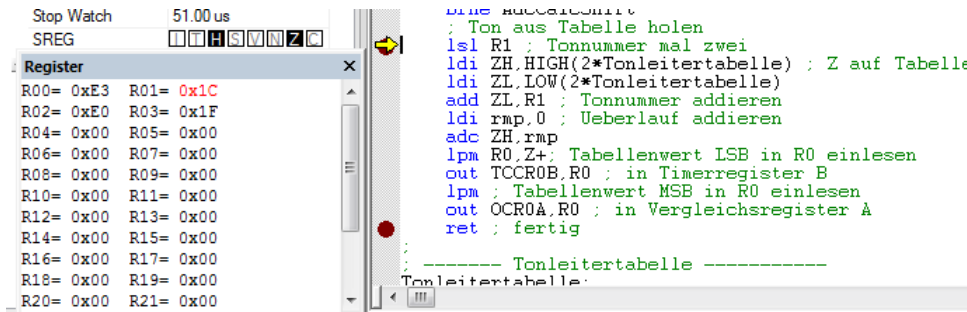 Stop Watch 51.00 us
SREG I T H S V N Z C
Register
R00= 0xE3 R01= 0x1C
R02= 0xE0 R03= 0x1F
R04= 0x00 R05= 0x00
R06= 0x00 R07= 0x00
R08= 0x00 R09= 0x00
R10= 0x00 R11= 0x00
R12= 0x00 R13= 0x00
R14= 0x00 R15= 0x00
R16= 0x00 R17= 0x00
R18= 0x00 R19= 0x00
R20= 0x00 R21= 0x00
brne AdcCalcShift
; Ton aus Tabelle holen
lsl R1 ; Tonnummer mal zwei
ldi ZH,HIGH(2*Tonleitertabelle) ; Z auf Tabelle
ldi ZL,LOW(2*Tonleitertabelle)
add ZL,R1 ; Tonnummer addieren
ldi rmp,0 ; Ueberlauf addieren
adc ZH,rmp
lpm R0,Z+; Tabellenwert LSB in R0 einlesen
out TCCR0B,R0 ; in Timerregister B
lpm ; Tabellenwert MSB in R0 einlesen
out OCR0A,R0 ; in Vergleichsregister A
ret ; fertig
;
; ------- Tonleitertabelle -----------
Tonleitertabelle: